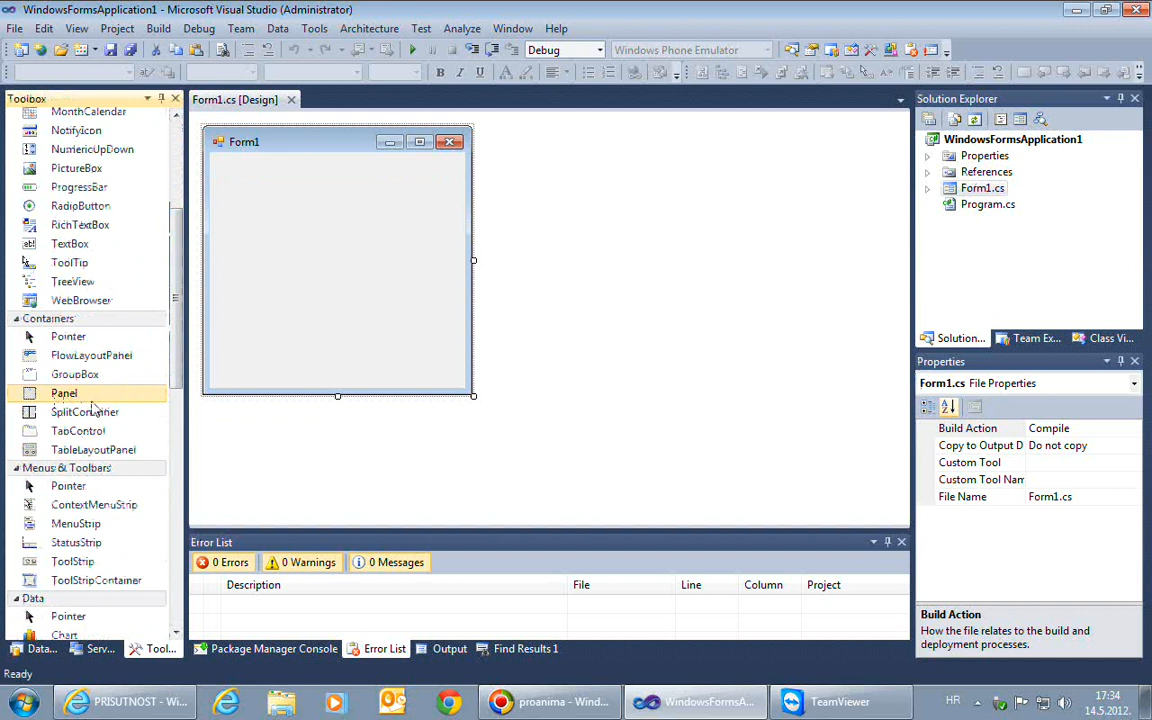 WindowsFormsApplication1 - Microsoft Visual Studio (Administrator)
File Edit View Project Build Debug Team Data Tools Architecture Test Analyze Window Help
Debug Windows Phone Emulator
B I U A
Toolbox
MonthCalendar
NotifyIcon
NumericUpDown
PictureBox
ProgressBar
RadioButton
RichTextBox
TextBox
ToolTip
TreeView
WebBrowser
Containers
Pointer
FlowLayoutPanel
GroupBox
Panel
SplitContainer
TabControl
TableLayoutPanel
Menus & Toolbars
Pointer
ContextMenuStrip
MenuStrip
StatusStrip
ToolStrip
ToolStripContainer
Data
Pointer
Chart
Data... Serv... Tool...
Form1.cs [Design]
Form1
Error List
0 Errors 0 Warnings 0 Messages
Description File Line Column Project
Package Manager Console Error List Output Find Results 1
Solution Explorer
WindowsFormsApplication1
Properties
References
Form1.cs
Program.cs
Solution... Team Ex... Class Vi...
Properties
Form1.cs File Properties
Build Action Compile
Copy to Output D Do not copy
Custom Tool
Custom Tool Nam
File Name Form1.cs
Build Action
How the file relates to the build and
deployment processes.
Ready
PRISUTNOST - Wi... proanima - Wind... WindowsFormsA... TeamViewer HR 17:34
14.5.2012.